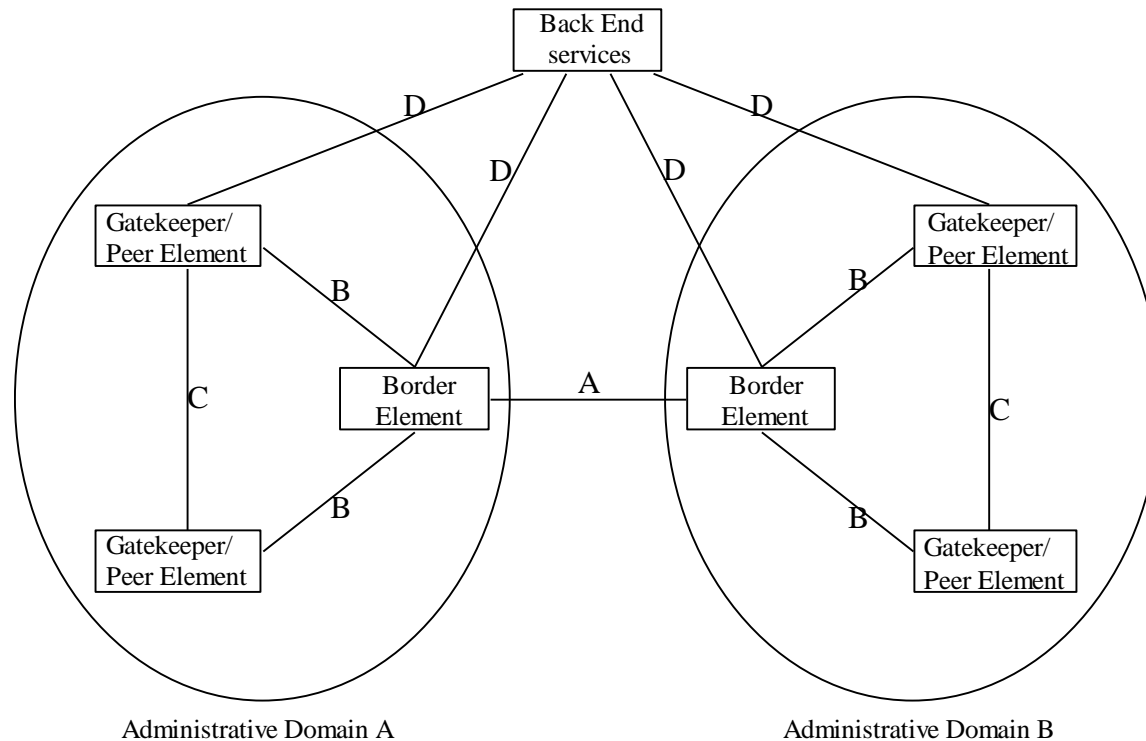 Back End
services
D
D
D
D
Gatekeeper/
Peer Element
Gatekeeper/
Peer Element
B
B
Border
Element
A
Border
Element
C
C
B
B
Gatekeeper/
Peer Element
Gatekeeper/
Peer Element
Administrative Domain A
Administrative Domain B